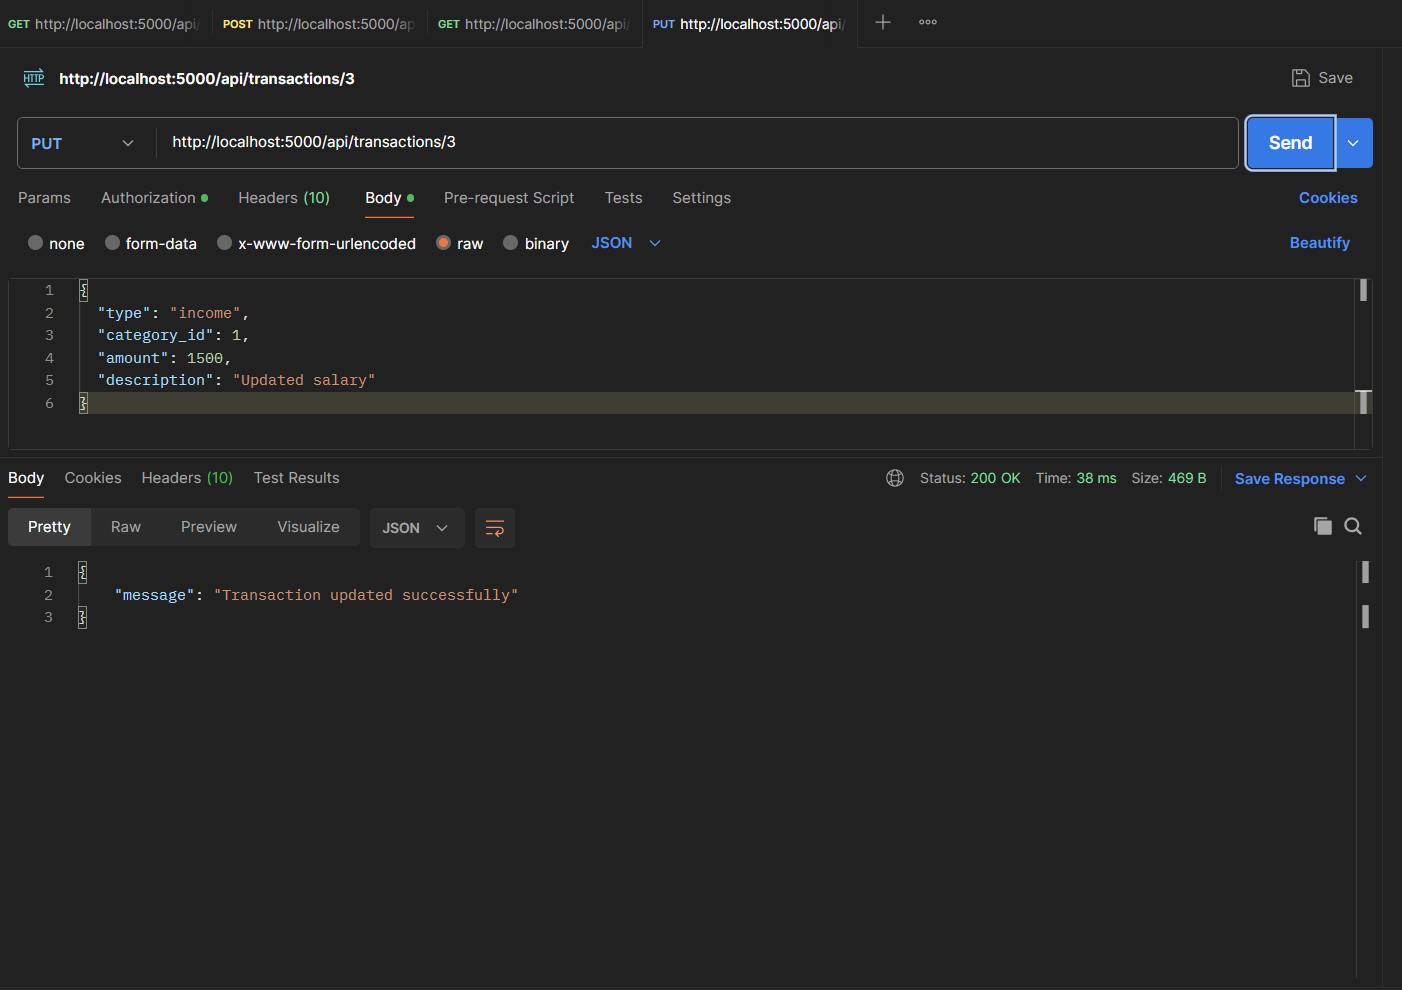 GET http://localhost:5000/api/ POST http://localhost:5000/ap GET http://localhost:5000/api/ PUT http://localhost:5000/api/
HTTP http://localhost:5000/api/transactions/3 Save
PUT http://localhost:5000/api/transactions/3 Send
Params Authorization Headers (10) Body Pre-request Script Tests Settings Cookies
none form-data x-www-form-urlencoded raw binary JSON Beautify
1 {
2 "type": "income",
3 "category_id": 1,
4 "amount": 1500,
5 "description": "Updated salary"
6 }
Body Cookies Headers (10) Test Results Status: 200 OK Time: 38 ms Size: 469 B Save Response
Pretty Raw Preview Visualize JSON
1 {
2 "message": "Transaction updated successfully"
3 }